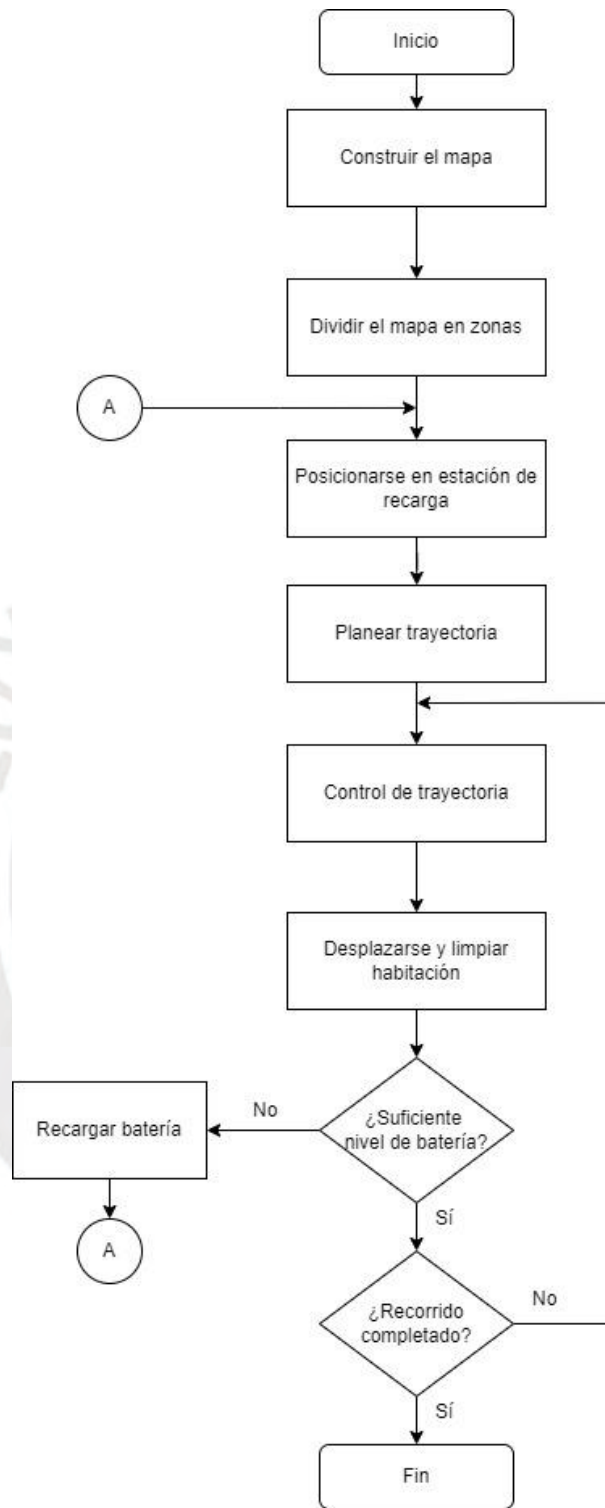 Inicio
Construir el mapa
Dividir el mapa en zonas
A
Posicionarse en estación de
recarga
Planear trayectoria
Control de trayectoria
Desplazarse y limpiar
habitación
¿Suficiente
nivel de batería?
No
Recargar batería
A
Sí
¿Recorrido
completado?
No
Sí
Fin